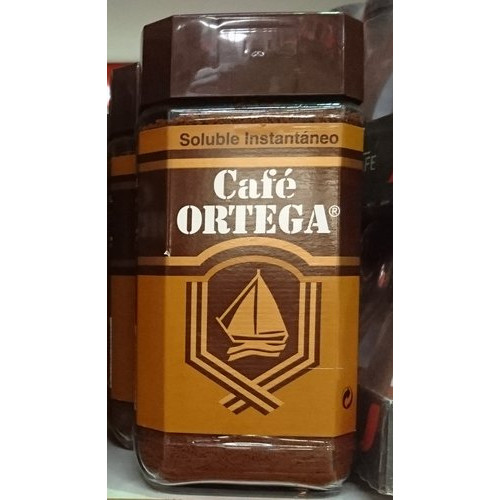 Soluble Instantáneo
Café
ORTEGA®